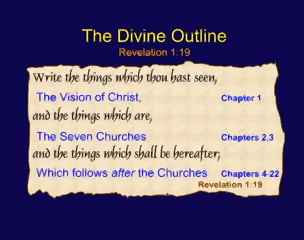 The Divine Outline
Revelation 1:19
Write the things which thou hast seen,
The Vision of Christ, Chapter 1
and the things which are,
The Seven Churches Chapters 2,3
and the things which shall be hereafter;
Which follows after the Churches Chapters 4-22
Revelation 1:19